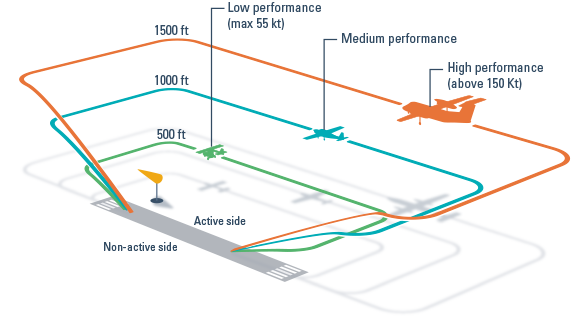 Low performance
(max 55 kt)
1500 ft
Medium performance
High performance
(above 150 Kt)
1000 ft
500 ft
Active side
Non-active side